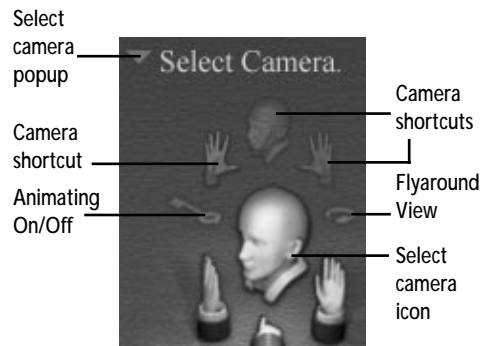 Select
camera
popup
Select Camera.
Camera
shortcut
Animating
On/Off
Camera
shortcuts
Flyaround
View
Select
camera
icon